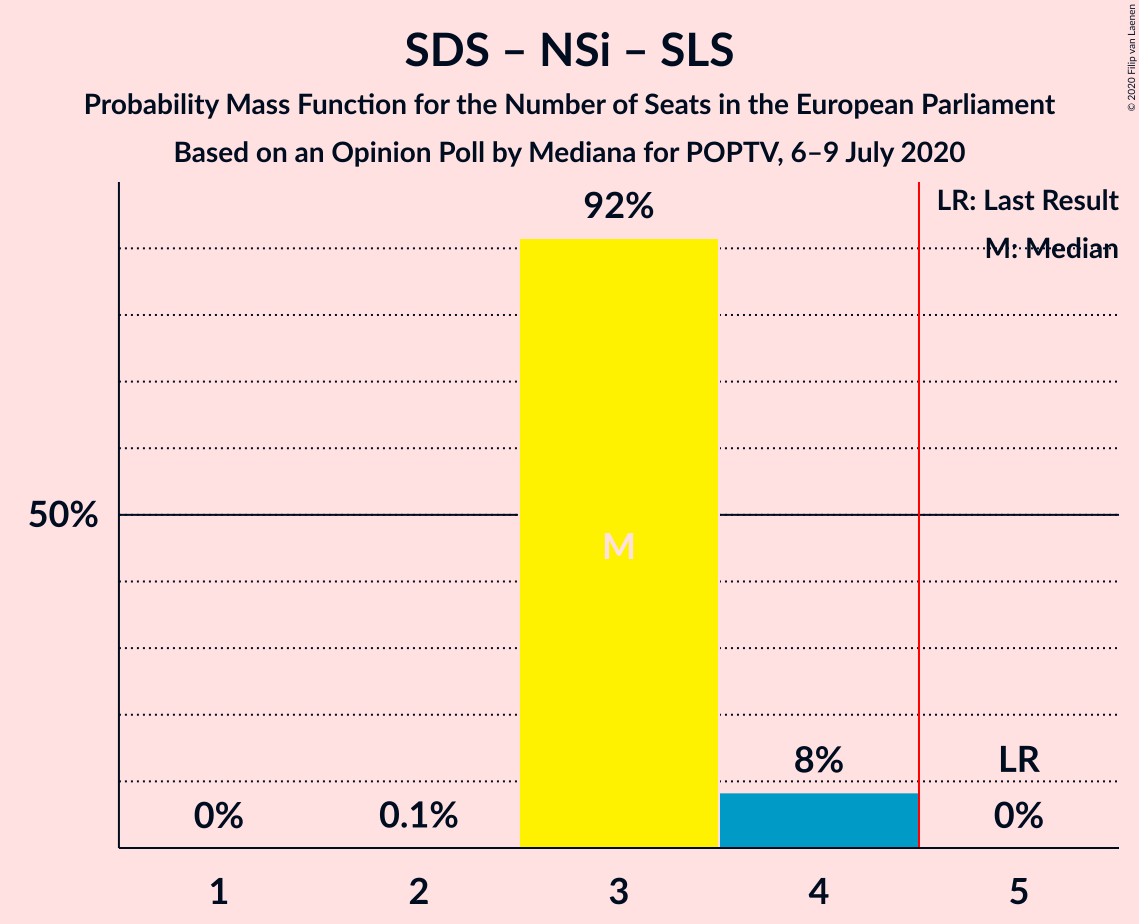 SDS – NSi – SLS
Probability Mass Function for the Number of Seats in the European Parliament
Based on an Opinion Poll by Mediana for POPTV, 6–9 July 2020
© 2020 Filip van Laenen
LR: Last Result
M: Median
92%
50%
M
8%
LR
0%
0.1%
0%
1
2
3
4
5